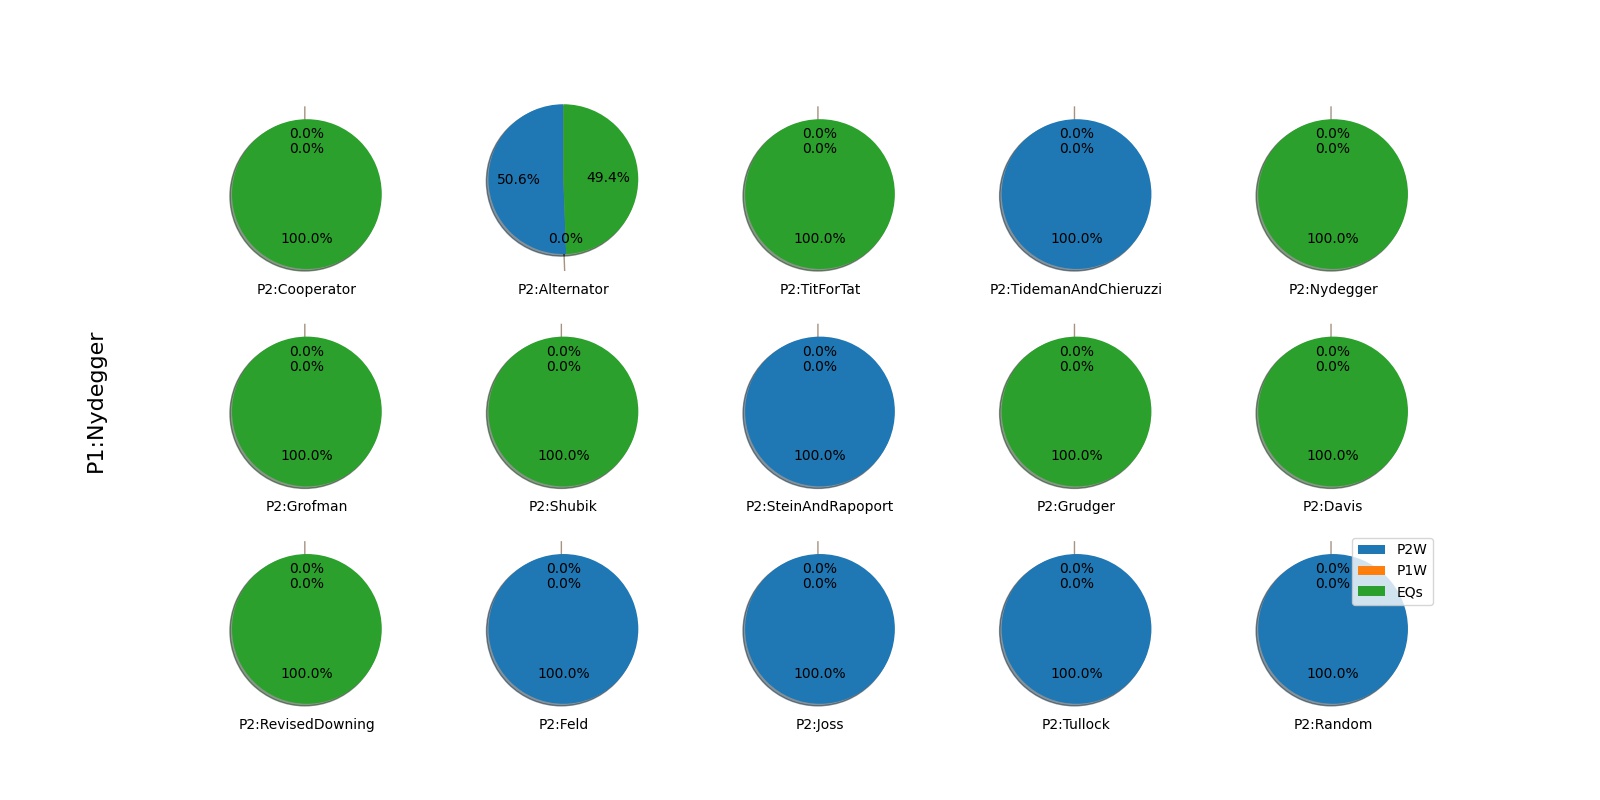 P1:Nydegger
0.0%
0.0%
100.0%
P2:Cooperator
50.6%
49.4%
0.0%
P2:Alternator
0.0%
0.0%
100.0%
P2:TitForTat
0.0%
0.0%
100.0%
P2:TidemanAndChieruzzi
0.0%
0.0%
100.0%
P2:Nydegger
0.0%
0.0%
100.0%
P2:Grofman
0.0%
0.0%
100.0%
P2:Shubik
0.0%
0.0%
100.0%
P2:SteinAndRapoport
0.0%
0.0%
100.0%
P2:Grudger
0.0%
0.0%
100.0%
P2:Davis
0.0%
0.0%
100.0%
P2:RevisedDowning
0.0%
0.0%
100.0%
P2:Feld
0.0%
0.0%
100.0%
P2:Joss
0.0%
0.0%
100.0%
P2:Tullock
0.0%
0.0%
100.0%
P2:Random
P2W
P1W
EQs